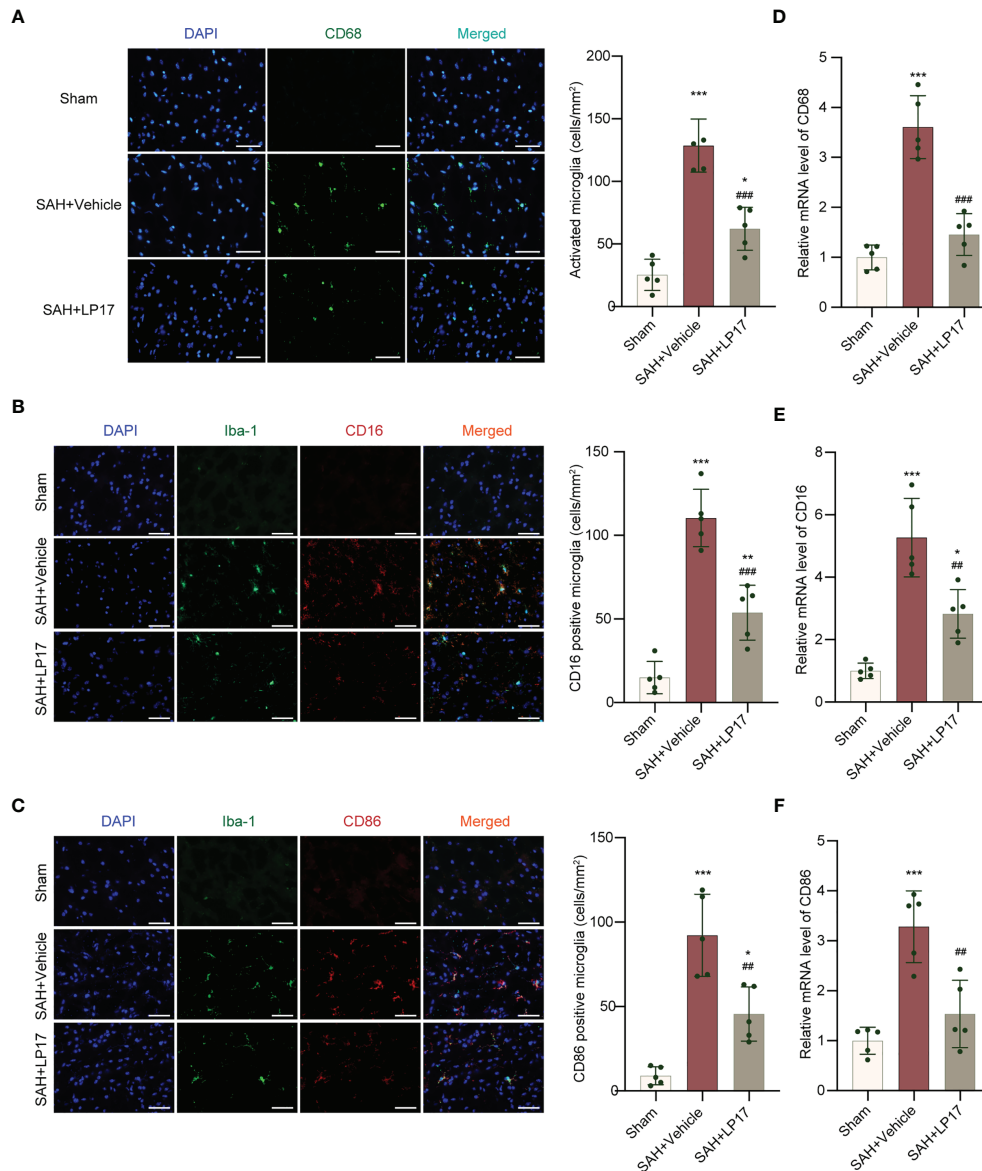 A
DAPI CD68 Merged
Sham
SAH+Vehicle
SAH+LP17
Activated microglia (cells/mm²)
200
150
100
50
0
***
*
###
Sham
SAH+Vehicle
SAH+LP17
D
Relative mRNA level of CD68
5
4
3
2
1
0
***
###
Sham
SAH+Vehicle
SAH+LP17
B
DAPI Iba-1 CD16 Merged
Sham
SAH+Vehicle
SAH+LP17
CD16 positive microglia (cells/mm²)
150
100
50
0
***
**
###
Sham
SAH+Vehicle
SAH+LP17
E
Relative mRNA level of CD16
8
6
4
2
0
***
*
##
Sham
SAH+Vehicle
SAH+LP17
C
DAPI Iba-1 CD86 Merged
Sham
SAH+Vehicle
SAH+LP17
CD86 positive microglia (cells/mm²)
150
100
50
0
***
*
##
Sham
SAH+Vehicle
SAH+LP17
F
Relative mRNA level of CD86
5
4
3
2
1
0
***
##
Sham
SAH+Vehicle
SAH+LP17